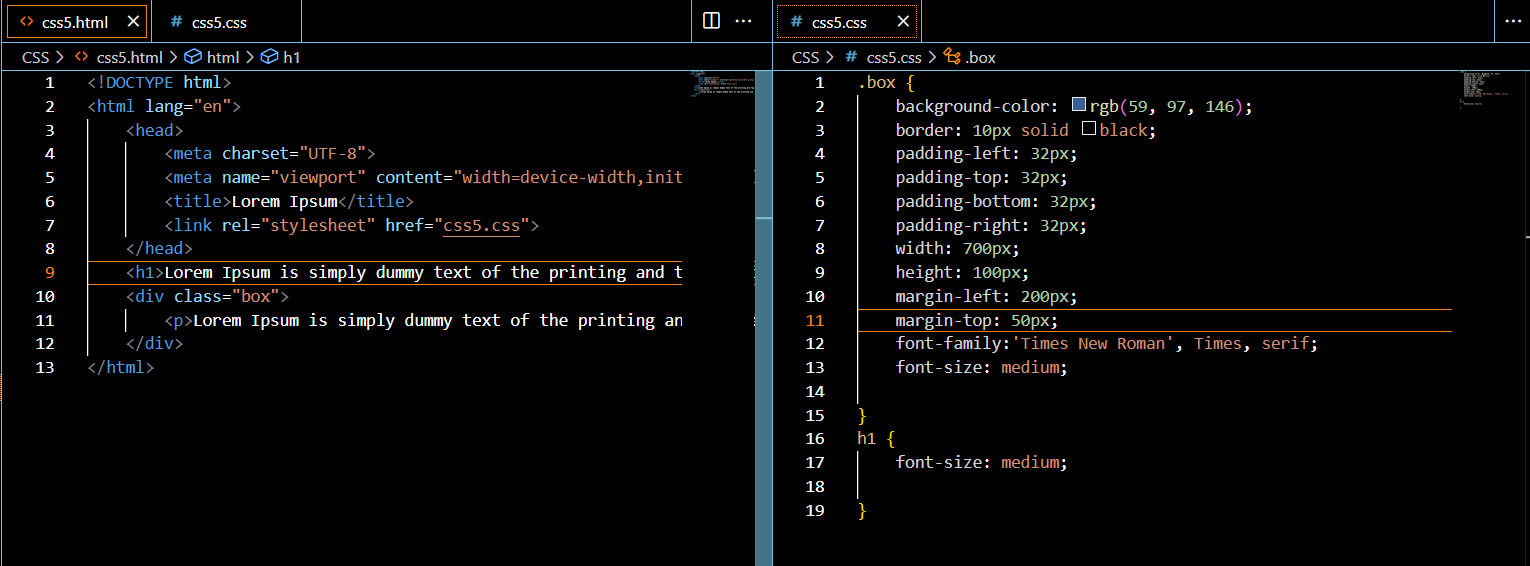 css5.html
css5.css
CSS > css5.html > html > h1
1 <!DOCTYPE html>
2 <html lang="en">
3 <head>
4 <meta charset="UTF-8">
5 <meta name="viewport" content="width=device-width,init
6 <title>Lorem Ipsum</title>
7 <link rel="stylesheet" href="css5.css">
8 </head>
9 <h1>Lorem Ipsum is simply dummy text of the printing and t
10 <div class="box">
11 <p>Lorem Ipsum is simply dummy text of the printing an
12 </div>
13 </html>
css5.css
CSS > # css5.css > .box
1 .box {
2 background-color: rgb(59, 97, 146);
3 border: 10px solid black;
4 padding-left: 32px;
5 padding-top: 32px;
6 padding-bottom: 32px;
7 padding-right: 32px;
8 width: 700px;
9 height: 100px;
10 margin-left: 200px;
11 margin-top: 50px;
12 font-family:'Times New Roman', Times, serif;
13 font-size: medium;
14
15 }
16 h1 {
17 font-size: medium;
18
19 }